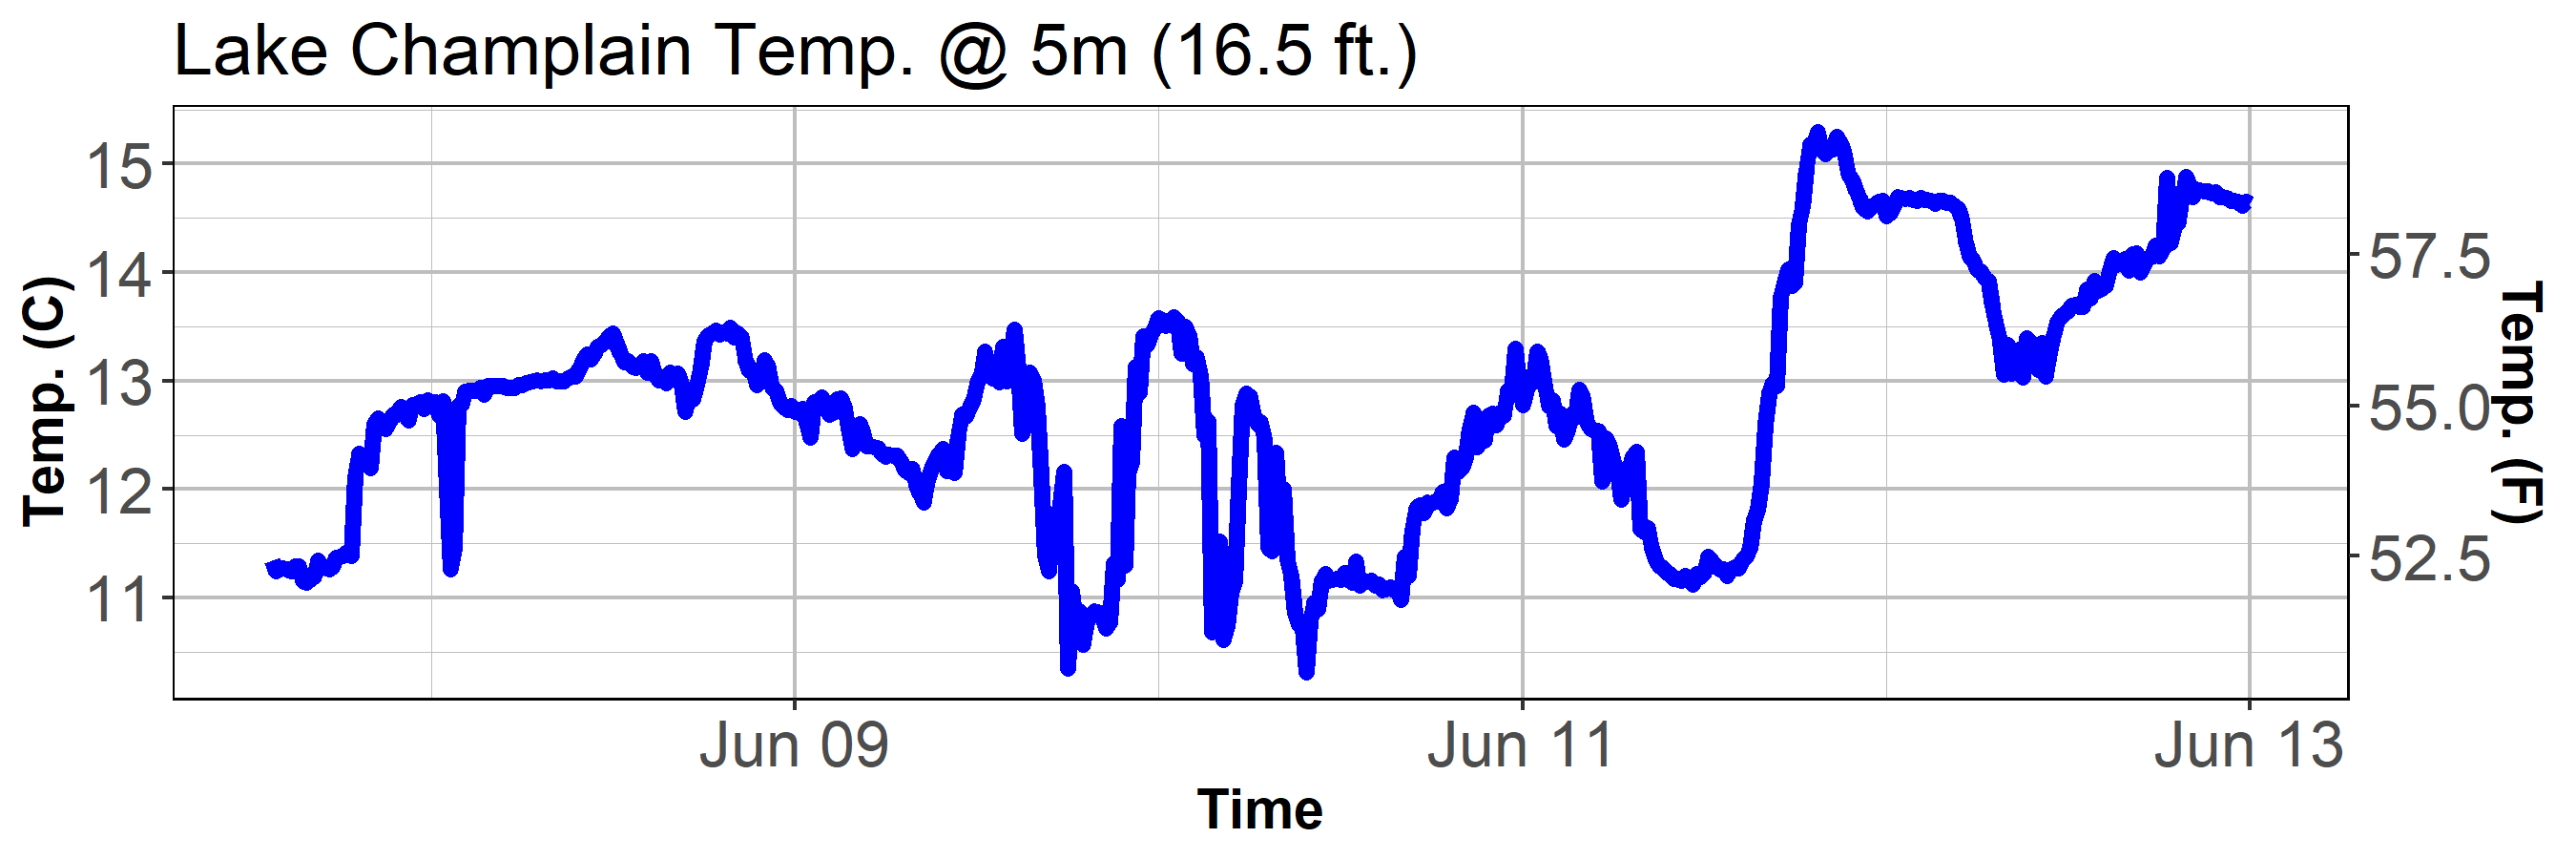 Lake Champlain Temp. @ 5m (16.5 ft.)
Temp. (C)
15
14
13
12
11
57.5
55.0
52.5
Temp. (F)
Jun 09
Jun 11
Jun 13
Time